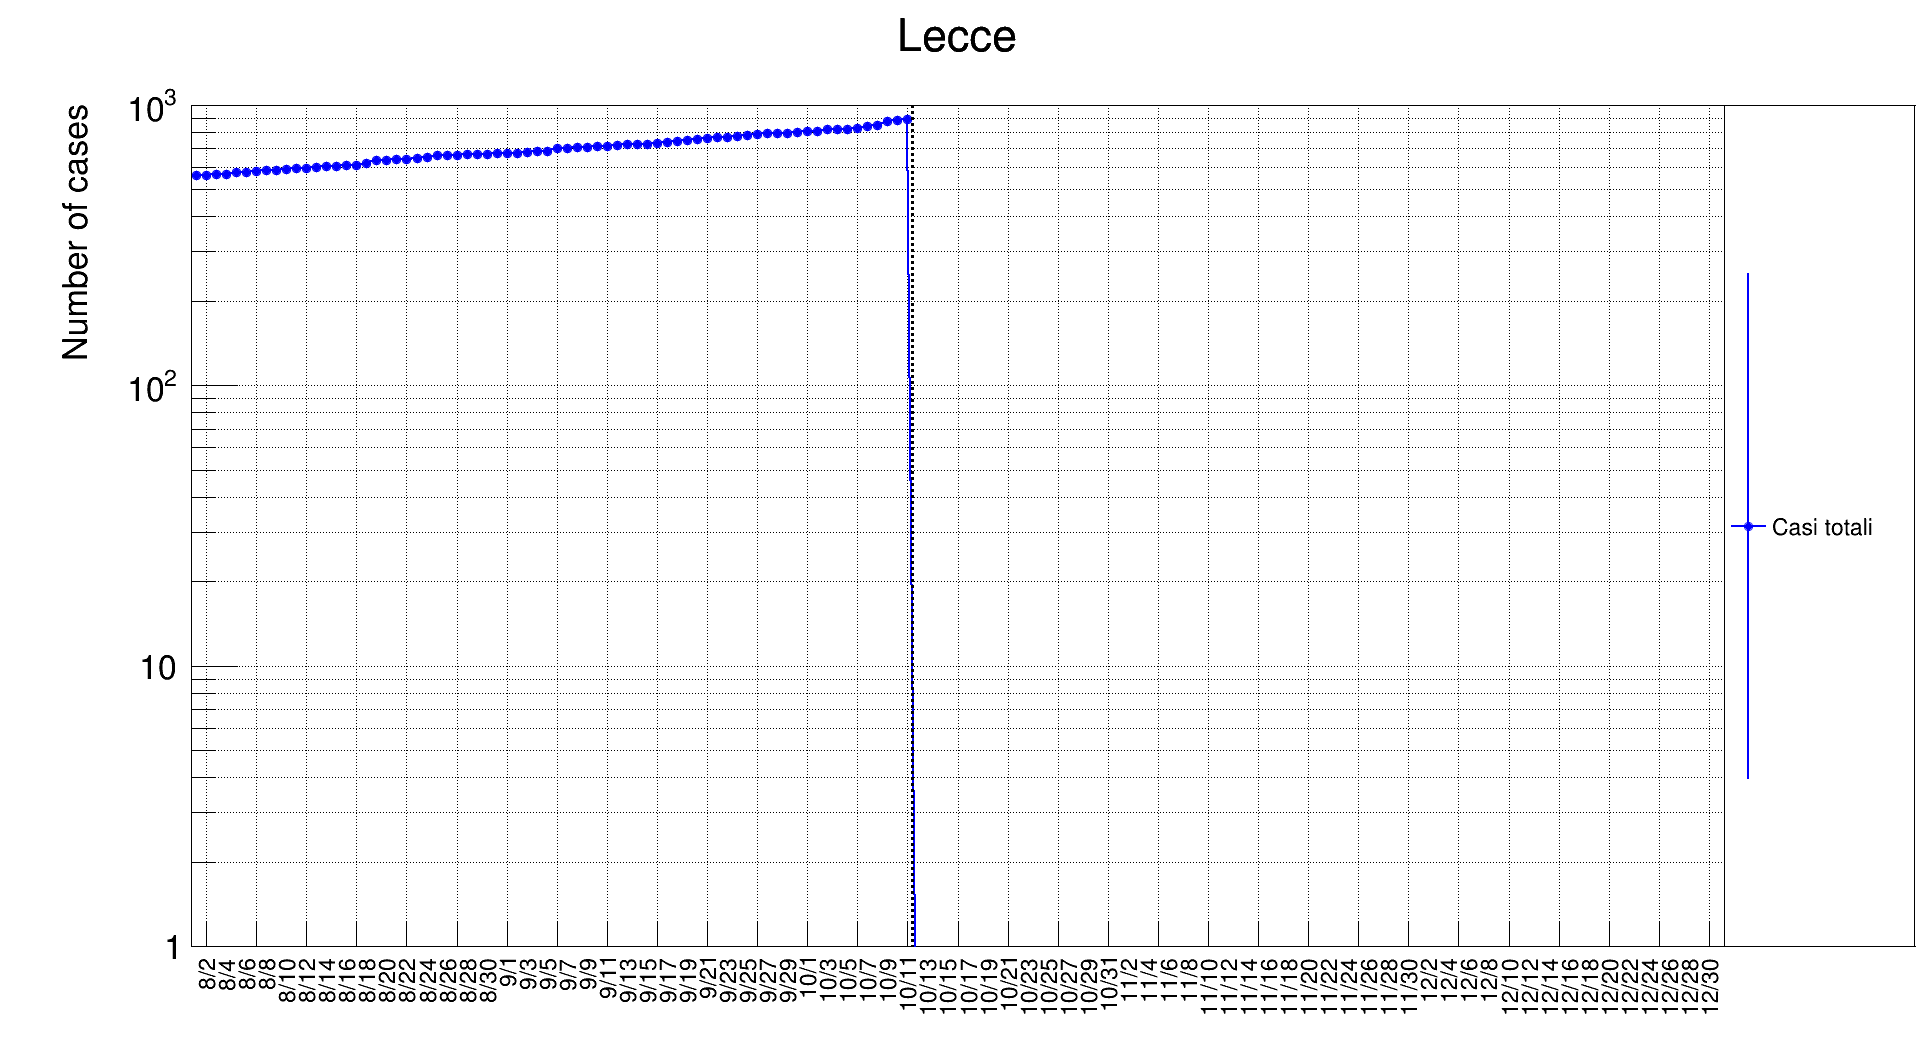 Lecce
Number of cases
10³
10²
10
1
8/2 8/4 8/6 8/8 8/10 8/12 8/14 8/16 8/18 8/20 8/22 8/24 8/26 8/28 8/30 9/1 9/3 9/5 9/7 9/9 9/11 9/13 9/15 9/17 9/19 9/21 9/23 9/25 9/27 9/29 10/1 10/3 10/5 10/7 10/9 10/11 10/13 10/15 10/17 10/19 10/21 10/23 10/25 10/27 10/29 10/31 11/2 11/4 11/6 11/8 11/10 11/12 11/14 11/16 11/18 11/20 11/22 11/24 11/26 11/28 11/30 12/2 12/4 12/6 12/8 12/10 12/12 12/14 12/16 12/18 12/20 12/22 12/24 12/26 12/28 12/30
Casi totali